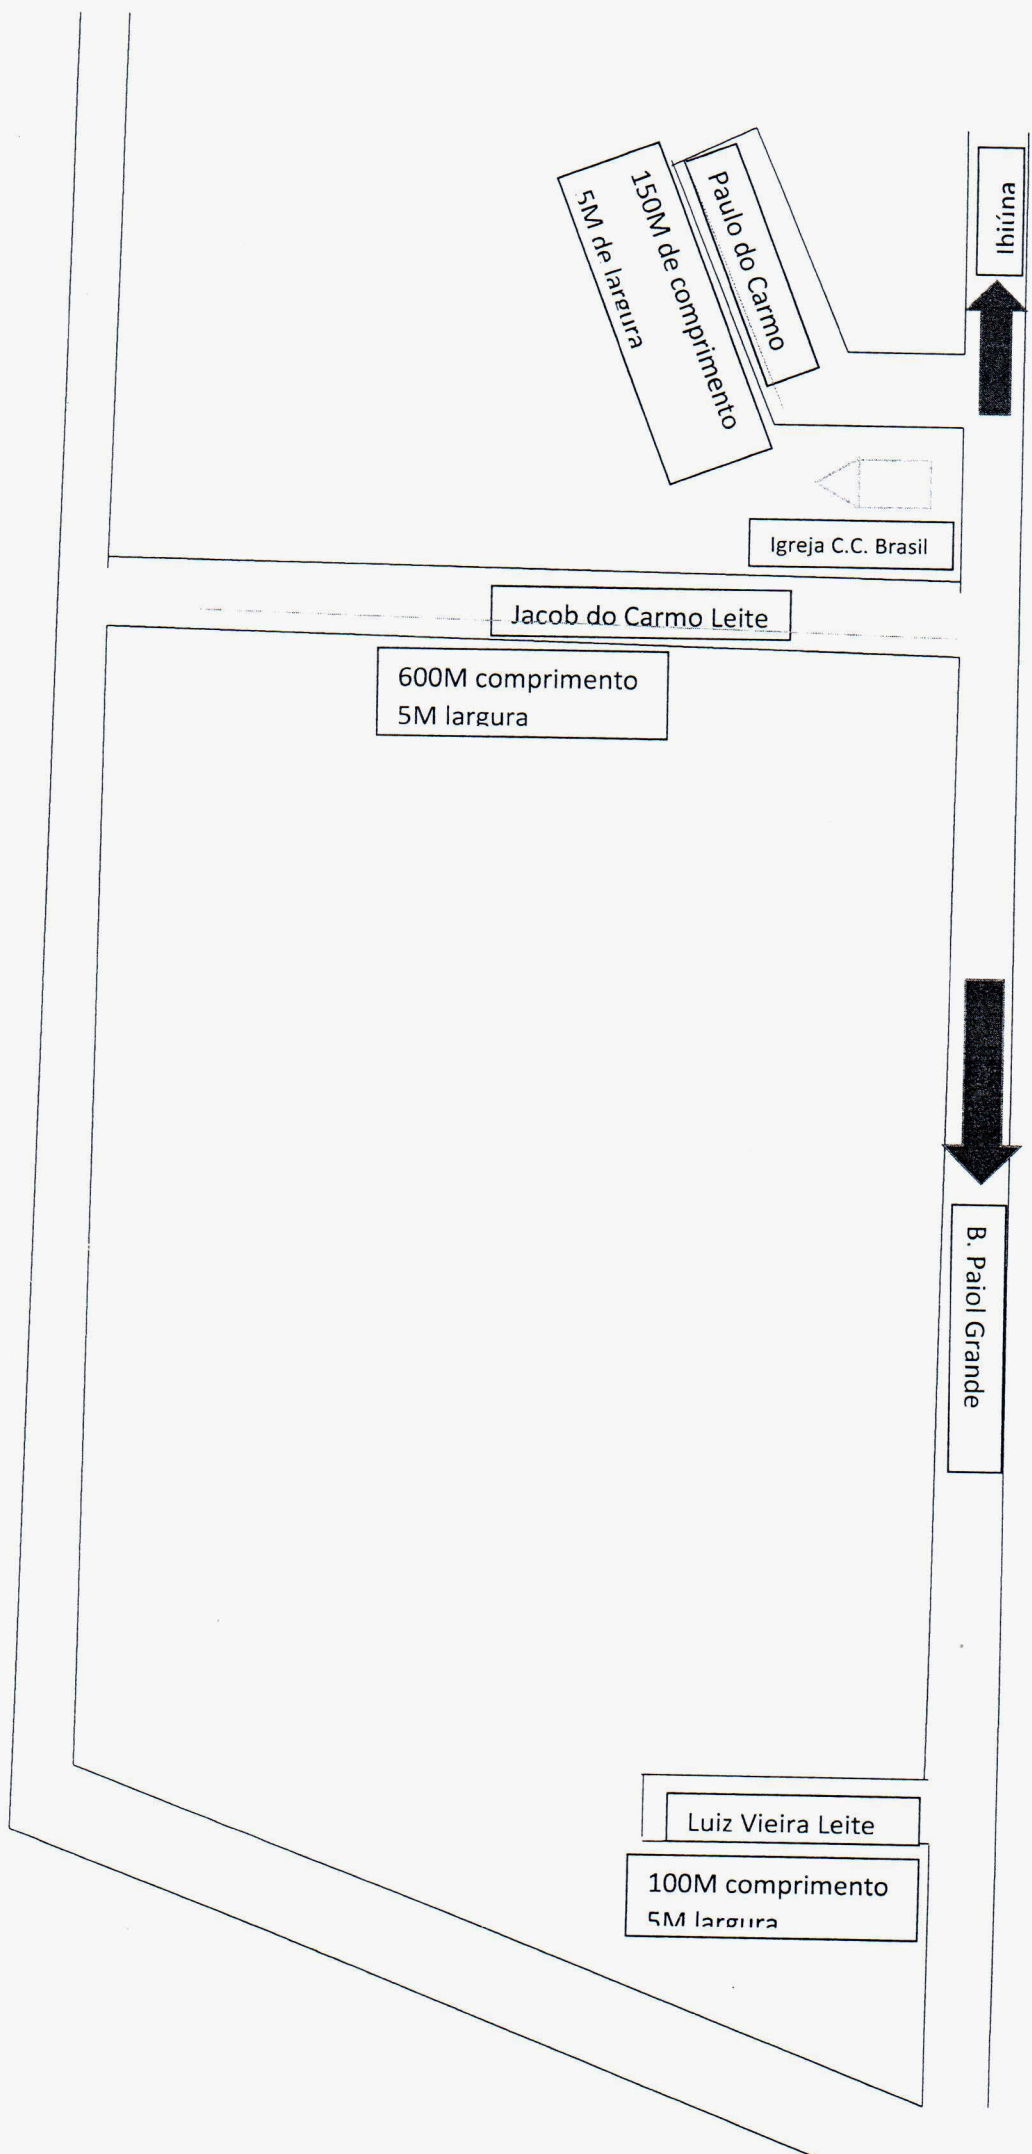 Ibiúna
Paulo do Carmo
150M de comprimento
5M de largura
Igreja C.C. Brasil
Jacob do Carmo Leite
600M comprimento
5M largura
B. Paiol Grande
Luiz Vieira Leite
100M comprimento
5M largura